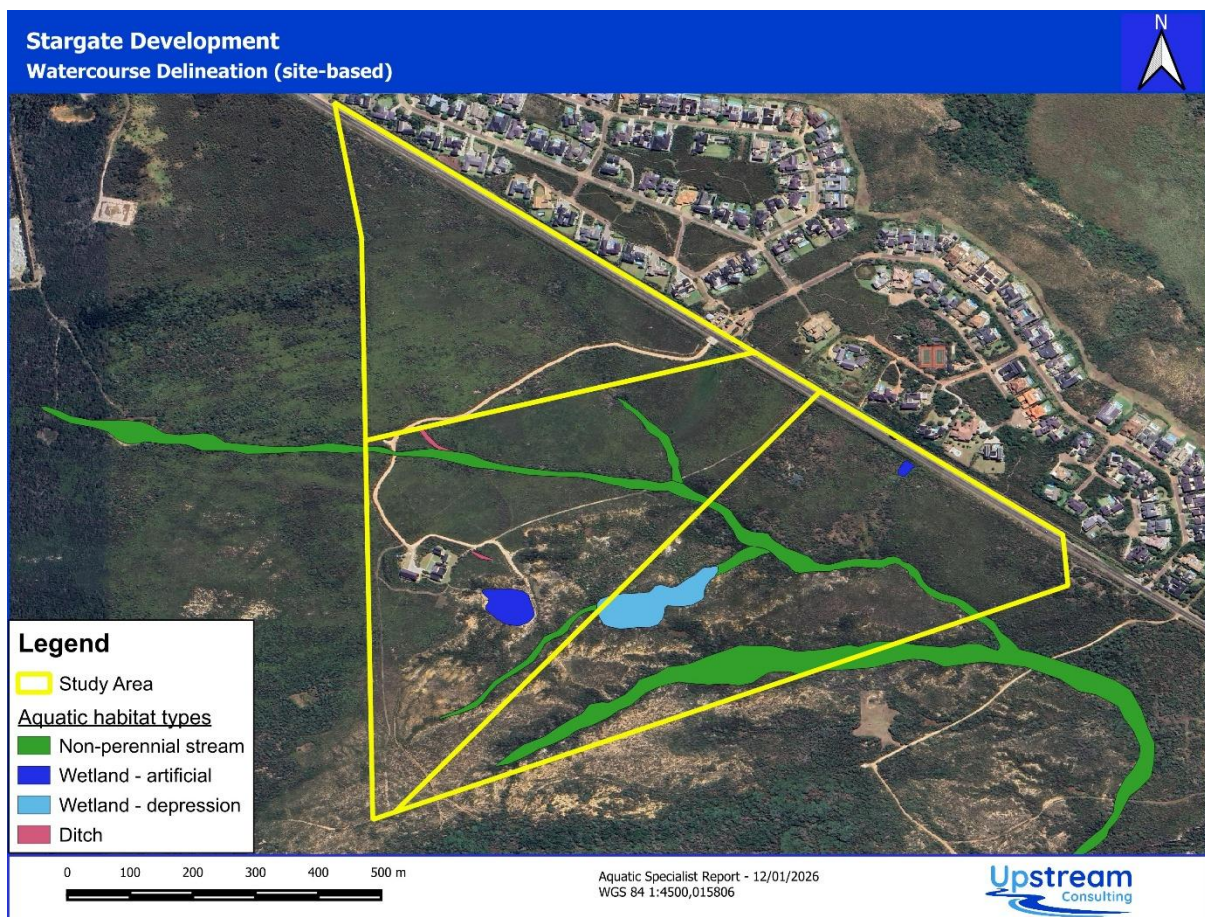 Stargate Development
Watercourse Delineation (site-based)
N
Legend
Study Area
Aquatic habitat types
Non-perennial stream
Wetland - artificial
Wetland - depression
Ditch
0 100 200 300 400 500 m
Aquatic Specialist Report - 12/01/2026
WGS 84 1:4500,015806
Upstream
Consulting